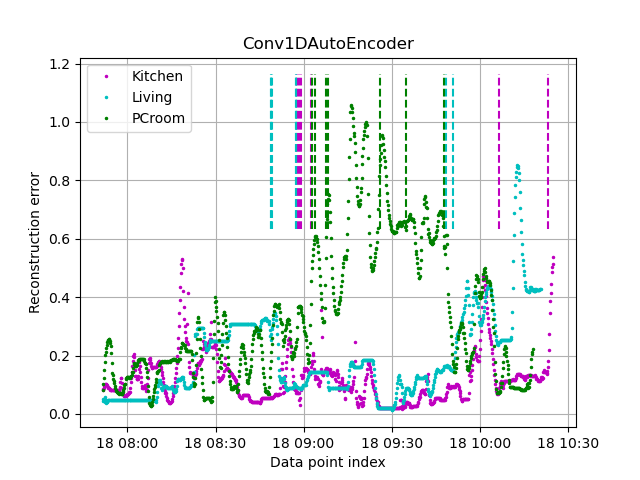 Conv1DAutoEncoder
Kitchen
Living
PCroom
Reconstruction error
1.2
1.0
0.8
0.6
0.4
0.2
0.0
18 08:00
18 08:30
18 09:00
18 09:30
18 10:00
18 10:30
Data point index